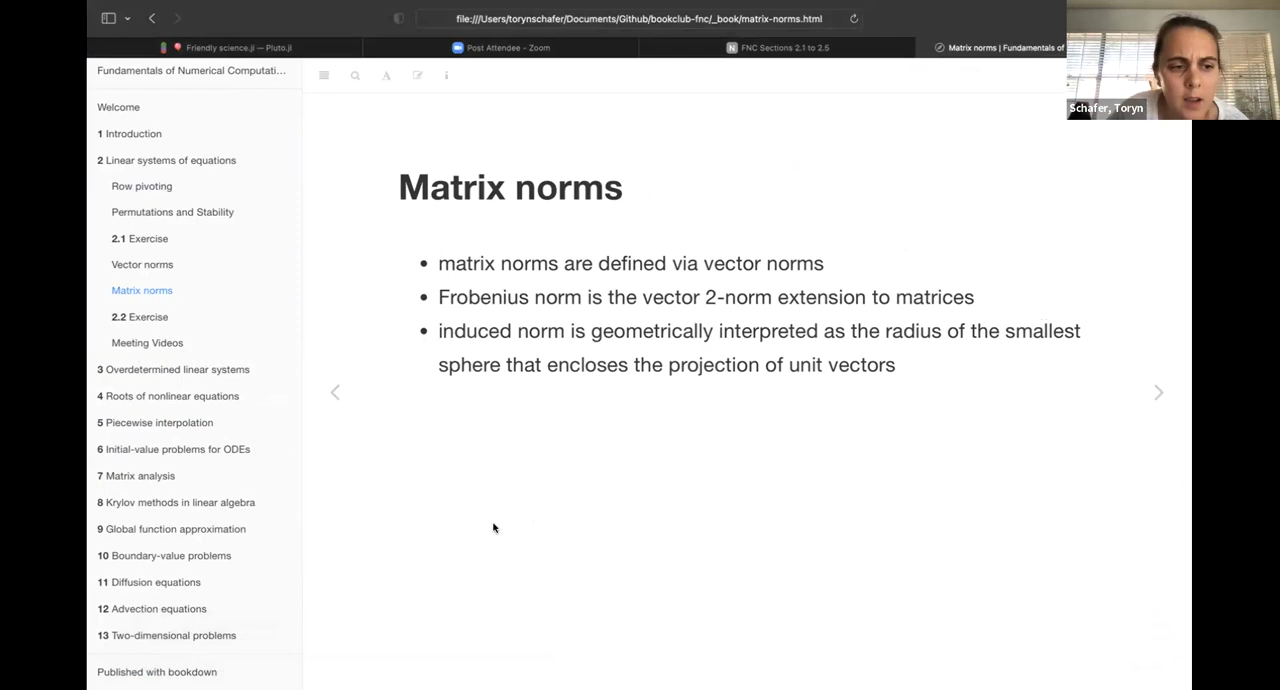 file:///Users/torynschafer/Documents/Github/bookclub-fnc/_book/matrix-norms.html
Friendly science.jl — Pluto.jl
Post Attendee - Zoom
N FNC Sections 2.1 to 2.5
Matrix norms | Fundamentals of
Schafer, Toryn
Fundamentals of Numerical Computati...
Welcome
1 Introduction
2 Linear systems of equations
Row pivoting
Permutations and Stability
2.1 Exercise
Vector norms
Matrix norms
2.2 Exercise
Meeting Videos
3 Overdetermined linear systems
4 Roots of nonlinear equations
5 Piecewise interpolation
6 Initial-value problems for ODEs
7 Matrix analysis
8 Krylov methods in linear algebra
9 Global function approximation
10 Boundary-value problems
11 Diffusion equations
12 Advection equations
13 Two-dimensional problems
Published with bookdown
A
i
Matrix norms
• matrix norms are defined via vector norms
• Frobenius norm is the vector 2-norm extension to matrices
• induced norm is geometrically interpreted as the radius of the smallest
sphere that encloses the projection of unit vectors